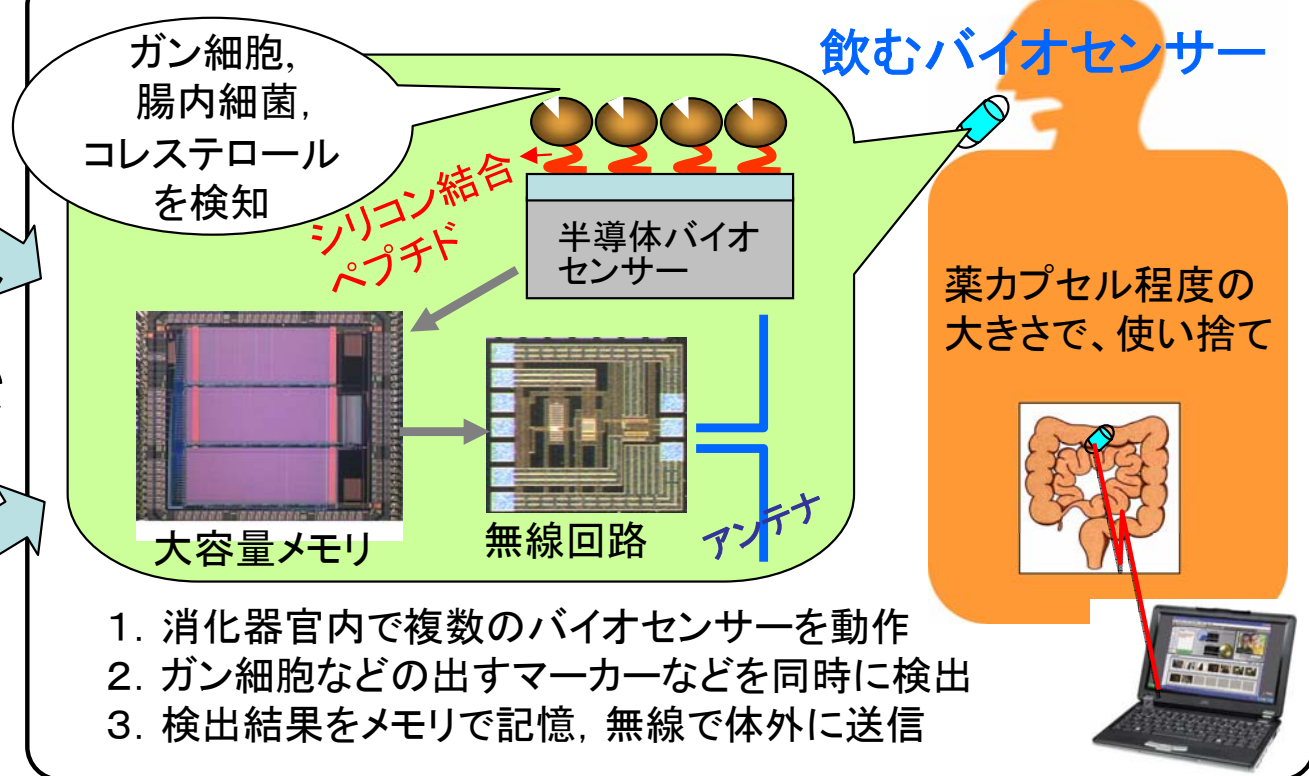 飲むバイオセンサー
ガン細胞,
腸内細菌,
コレステロール
を検知
シリコン結合
ペプチド
半導体バイオ
センサー
大容量メモリ
無線回路
アンテナ
薬カプセル程度の
大きさで、使い捨て
1. 消化器官内で複数のバイオセンサーを動作
2. ガン細胞などの出すマーカーなどを同時に検出
3. 検出結果をメモリで記憶, 無線で体外に送信